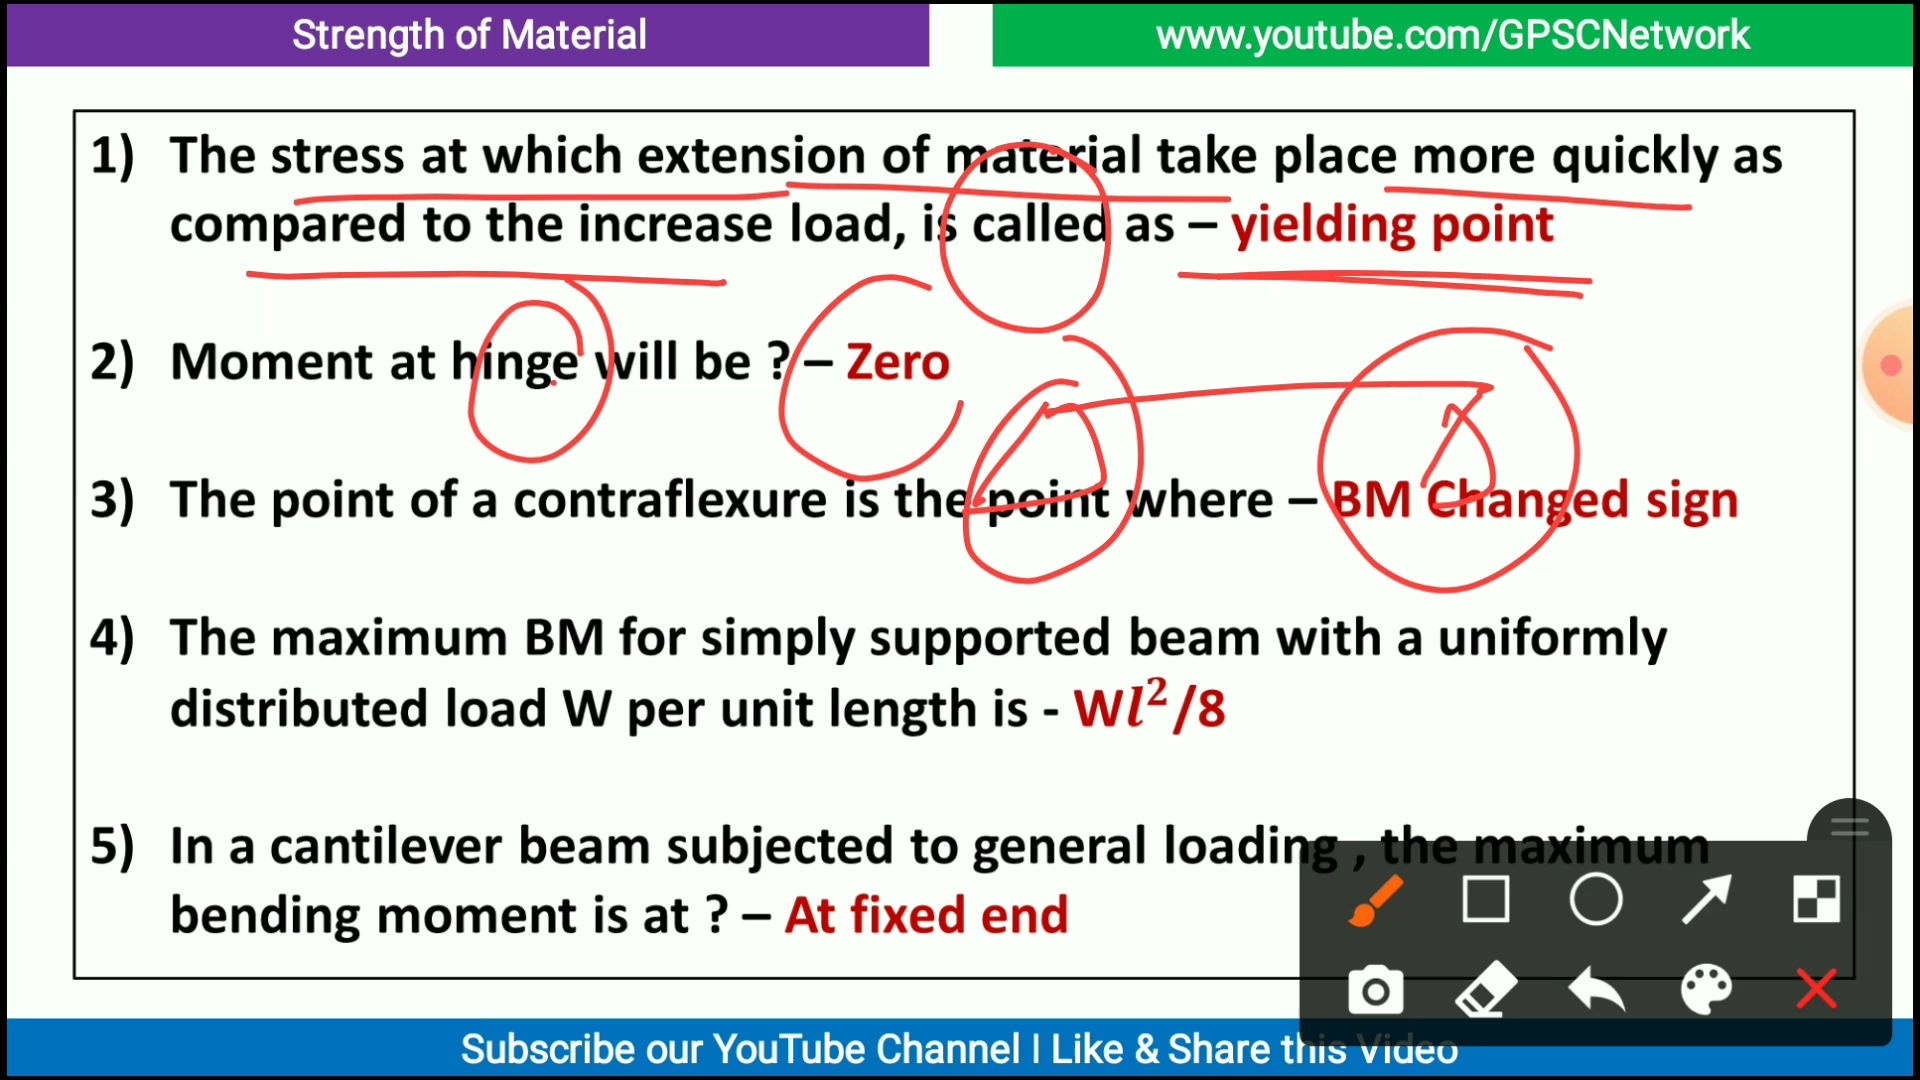 Strength of Material
www.youtube.com/GPSCNetwork
1) The stress at which extension of material take place more quickly as
compared to the increase load, is called as – yielding point
2) Moment at hinge will be ? – Zero
3) The point of a contraflexure is the point where – BM Changed sign
4) The maximum BM for simply supported beam with a uniformly
distributed load W per unit length is - Wl²/8
5) In a cantilever beam subjected to general loading , the maximum
bending moment is at ? – At fixed end
Subscribe our YouTube Channel | Like & Share this Video